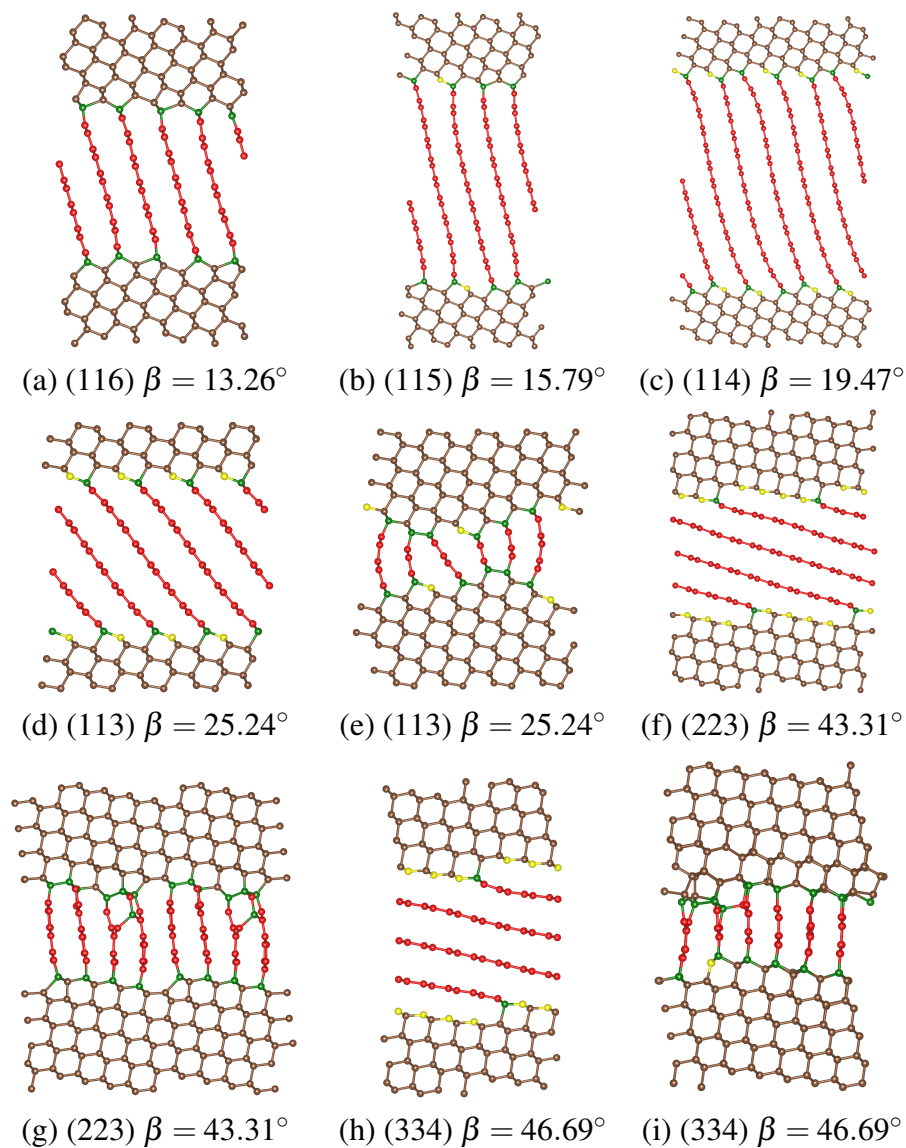 (a) (116) β = 13.26°
(b) (115) β = 15.79°
(c) (114) β = 19.47°
(d) (113) β = 25.24°
(e) (113) β = 25.24°
(f) (223) β = 43.31°
(g) (223) β = 43.31°
(h) (334) β = 46.69°
(i) (334) β = 46.69°